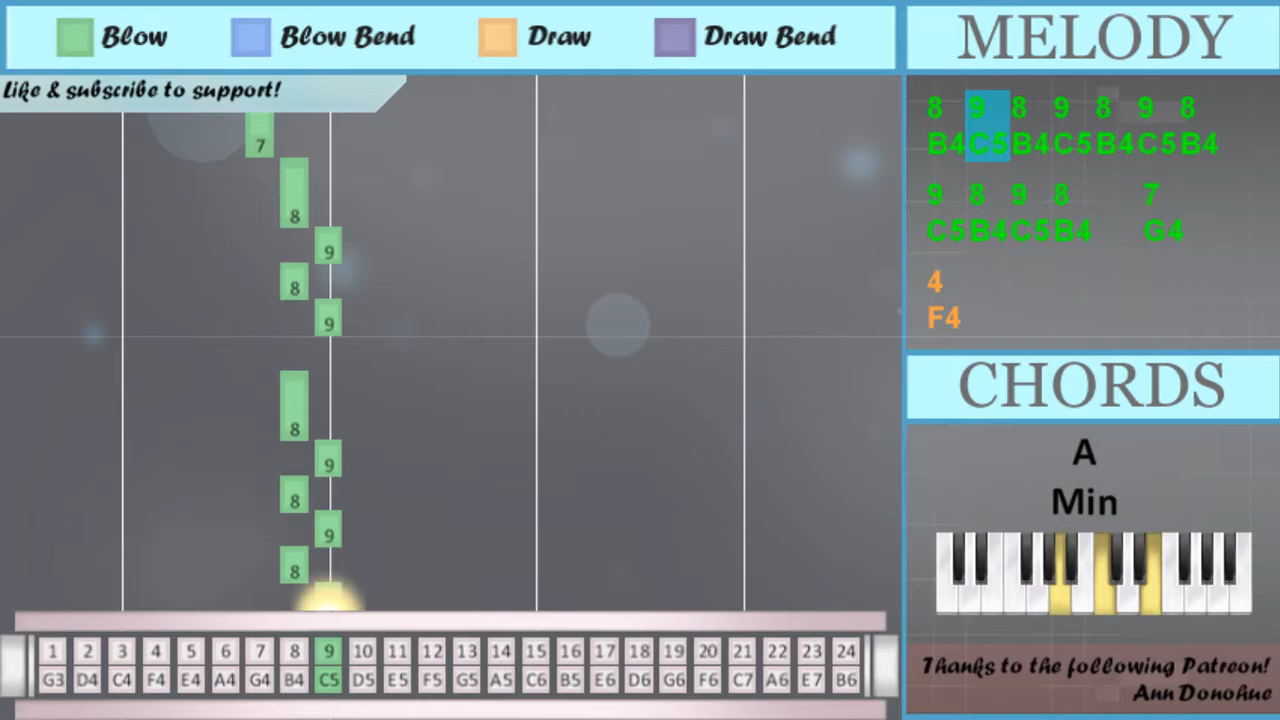 Blow Blow Bend Draw Draw Bend
MELODY
Like & subscribe to support!
8 9 8 9 8 9 8
B4 C5 B4 C5 B4 C5 B4
9 8 9 8 7
C5 B4 C5 B4 G4
4
F4
7
8
9
8
9
8
9
8
9
8
CHORDS
A
Min
1 2 3 4 5 6 7 8 9 10 11 12 13 14 15 16 17 18 19 20 21 22 23 24
G3 D4 C4 F4 E4 A4 G4 B4 C5 D5 E5 F5 G5 A5 C6 B5 E6 D6 G6 F6 C7 A6 E7 B6
Thanks to the following Patreon!
Ann Donohue